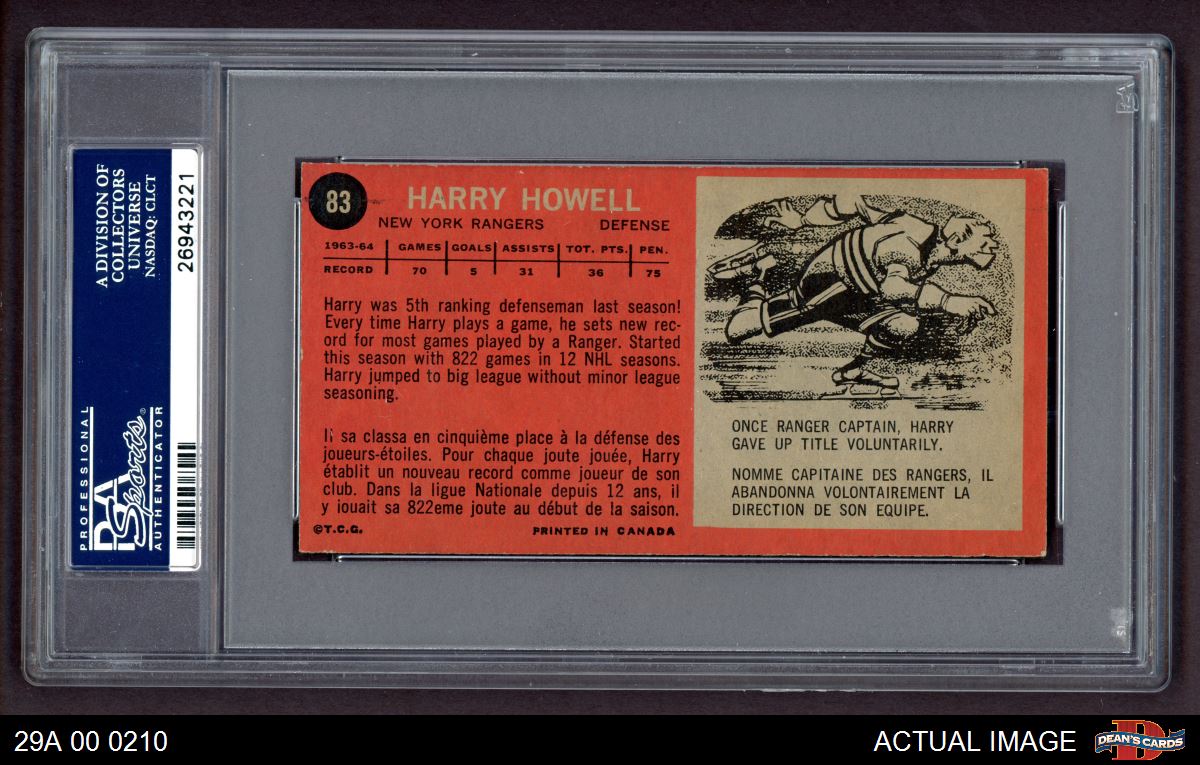 A DIVISION OF
COLLECTORS
UNIVERSE
NASDAQ: CLCT
26943221
PROFESSIONAL
PSA
Sports®
AUTHENTICATOR
83
HARRY HOWELL
NEW YORK RANGERS DEFENSE
1963-64 GAMES GOALS ASSISTS TOT. PTS. PEN.
RECORD 70 5 31 36 75
Harry was 5th ranking defenseman last season!
Every time Harry plays a game, he sets new rec-
ord for most games played by a Ranger. Started
this season with 822 games in 12 NHL seasons.
Harry jumped to big league without minor league
seasoning.
Il sa classa en cinquième place à la défense des
joueurs-étoiles. Pour chaque joute jouée, Harry
établit un nouveau record comme joueur de son
club. Dans la ligue Nationale depuis 12 ans, il
y iouait sa 822eme joute au début de la saison.
©T.C.G. PRINTED IN CANADA
ONCE RANGER CAPTAIN, HARRY
GAVE UP TITLE VOLUNTARILY.
NOMME CAPITAINE DES RANGERS, IL
ABANDONNA VOLONTAIREMENT LA
DIRECTION DE SON EQUIPE.
29A 00 0210
ACTUAL IMAGE
D
DEAN'S CARDS